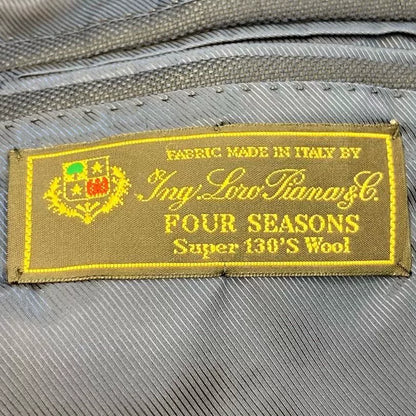 FABRIC MADE IN ITALY BY
Ing. Loro Piana & C.
FOUR SEASONS
Super 130'S Wool